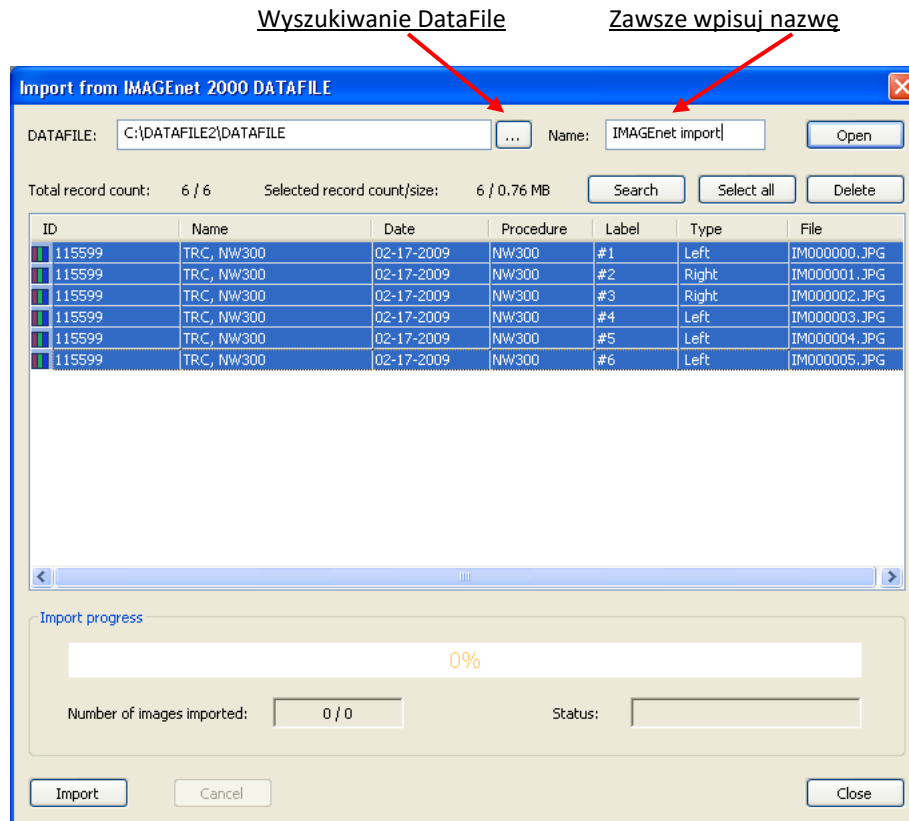 Wyszukiwanie DataFile Zawsze wpisuj nazwę
Import from IMAGEnet 2000 DATAFILE
DATAFILE: C:\DATAFILE2\DATAFILE ... Name: IMAGEnet import Open
Total record count: 6 / 6 Selected record count/size: 6 / 0.76 MB Search Select all Delete
ID Name Date Procedure Label Type File
115599 TRC, NW300 02-17-2009 NW300 #1 Left IM000000.JPG
115599 TRC, NW300 02-17-2009 NW300 #2 Right IM000001.JPG
115599 TRC, NW300 02-17-2009 NW300 #3 Right IM000002.JPG
115599 TRC, NW300 02-17-2009 NW300 #4 Left IM000003.JPG
115599 TRC, NW300 02-17-2009 NW300 #5 Left IM000004.JPG
115599 TRC, NW300 02-17-2009 NW300 #6 Left IM000005.JPG
Import progress
0%
Number of images imported: 0 / 0 Status:
Import Cancel Close